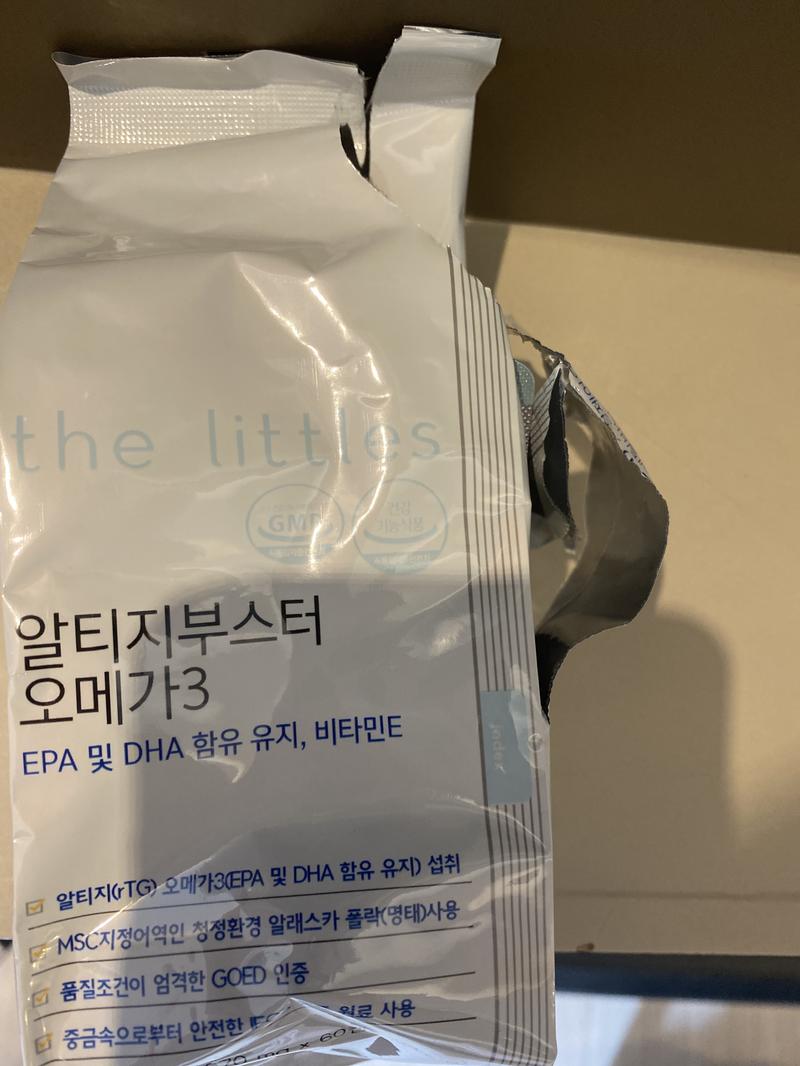 the littles
GMP
건강
기능식품
알티지부스터
오메가3
EPA 및 DHA 함유 유지, 비타민E
index
알티지(rTG) 오메가3(EPA 및 DHA 함유 유지) 섭취
MSC지정어역인 청정환경 알래스카 폴락(명태)사용
품질조건이 엄격한 GOED 인증
중금속으로부터 안전한 원료 사용
mg x 60